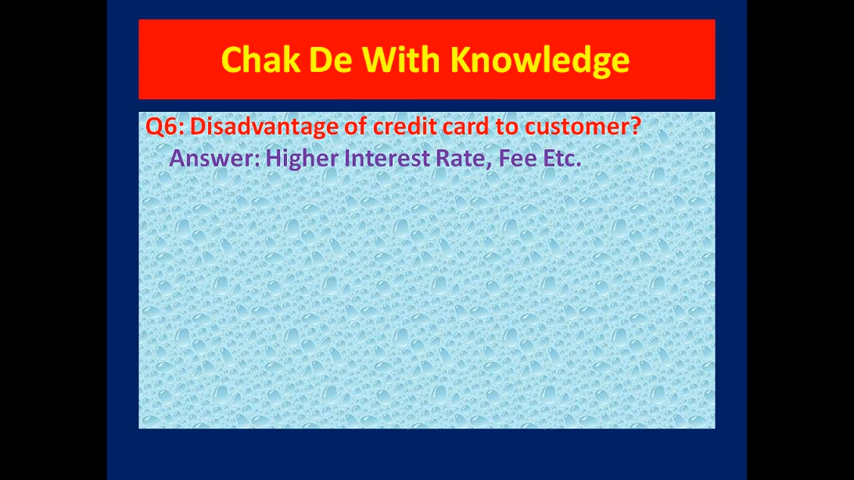 Chak De With Knowledge
Q6: Disadvantage of credit card to customer?
Answer: Higher Interest Rate, Fee Etc.